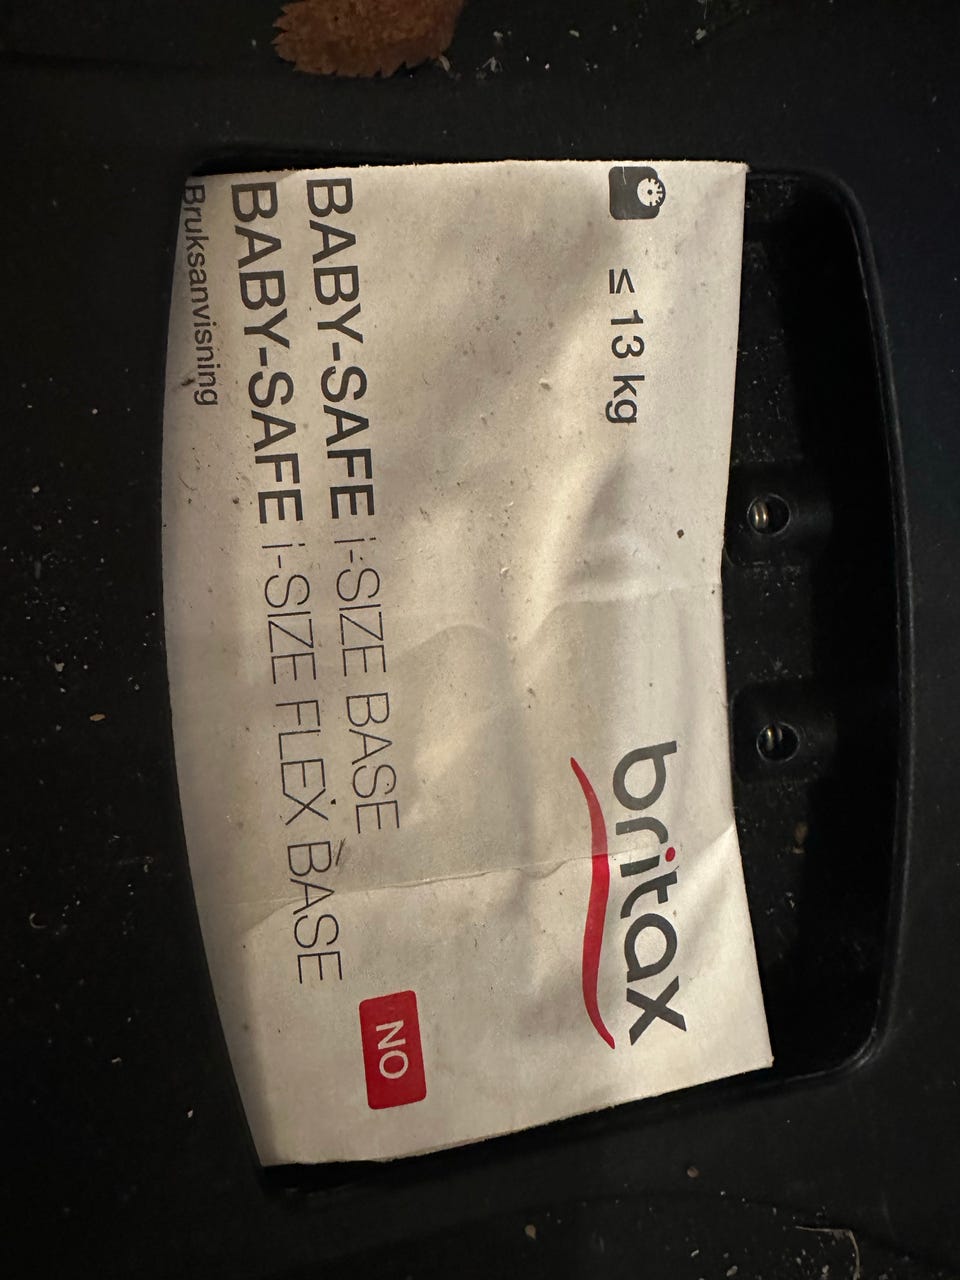 ≤ 13 kg
britax
BABY-SAFE i-SIZE BASE
BABY-SAFE i-SIZE FLEX BASE
Bruksanvisning
NO